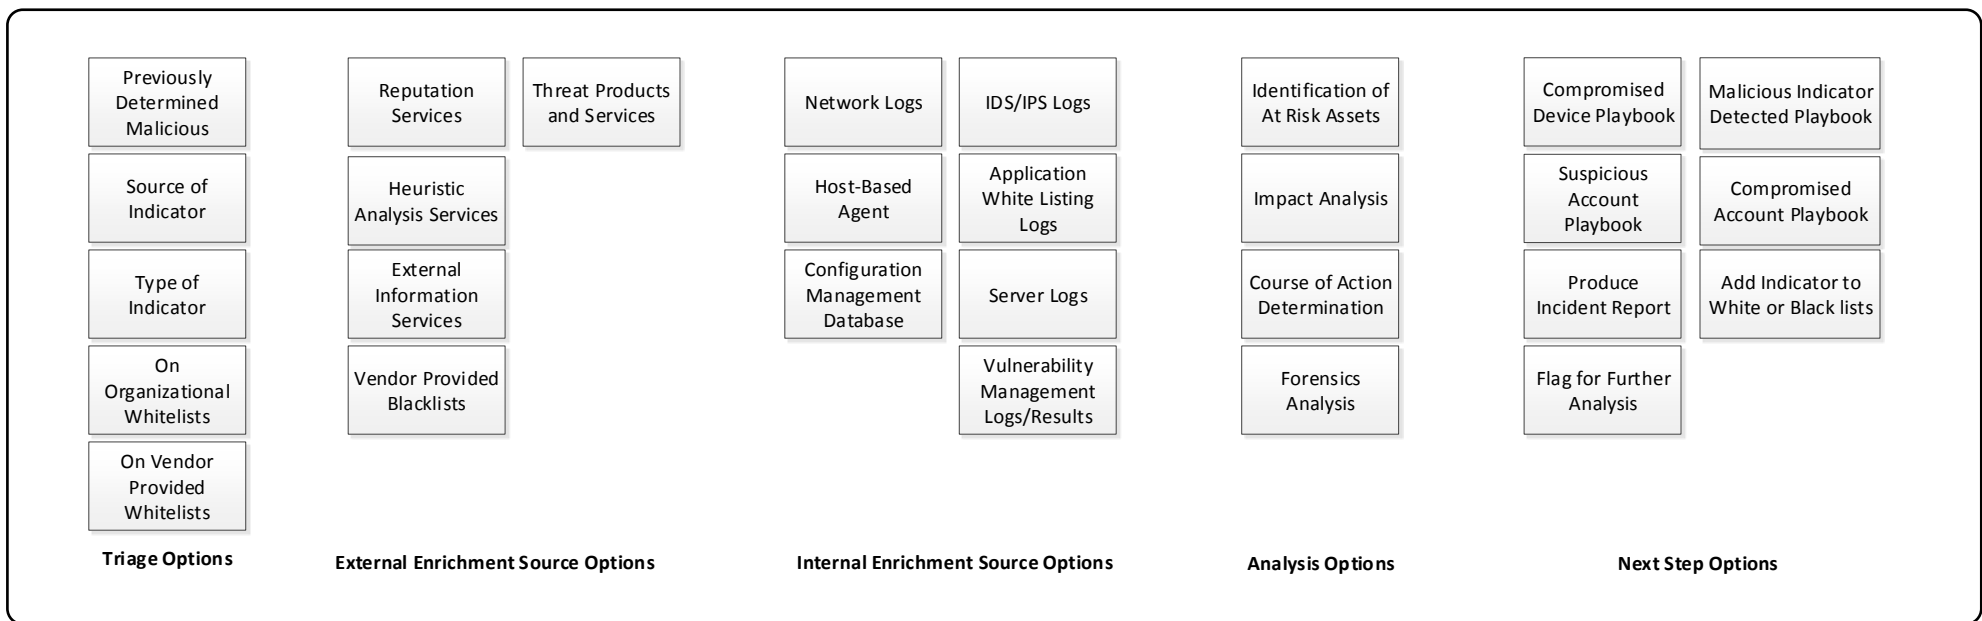 Previously
Determined
Malicious
Source of
Indicator
Type of
Indicator
On
Organizational
Whitelists
On Vendor
Provided
Whitelists
Triage Options
Reputation
Services
Threat Products
and Services
Heuristic
Analysis Services
External
Information
Services
Vendor Provided
Blacklists
External Enrichment Source Options
Network Logs
IDS/IPS Logs
Host-Based
Agent
Application
White Listing
Logs
Configuration
Management
Database
Server Logs
Vulnerability
Management
Logs/Results
Internal Enrichment Source Options
Identification of
At Risk Assets
Impact Analysis
Course of Action
Determination
Forensics
Analysis
Analysis Options
Compromised
Device Playbook
Malicious Indicator
Detected Playbook
Suspicious
Account
Playbook
Compromised
Account Playbook
Produce
Incident Report
Add Indicator to
White or Black lists
Flag for Further
Analysis
Next Step Options